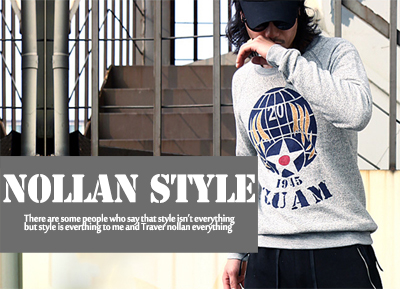 20
1945
GUAM
NOLLAN STYLE
There are some people who say that style isn't everything
but style is everthing to me and Traver nollan everything